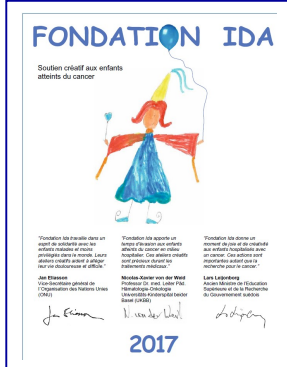 FONDATION IDA
Soutien créatif aux enfants
atteints du cancer
"Fondation Ida travaille dans un
esprit de solidarité avec les
enfants malades et moins
privilégiés dans le monde. Leurs
ateliers créatifs aident à alléger
leur vie douloureuse et difficile."
Jan Eliasson
Vice-Secrétaire général de
l'Organisation des Nations Unies
(ONU)
"Fondation Ida apporte un
temps d'évasion aux enfants
atteints du cancer en milieu
hospitalier. Ces ateliers créatifs
sont précieux durant les
traitements médicaux."
Nicolas-Xavier von der Weid
Professor Dr. med. Leiter Päd.
Hämatologie-Onkologie
Universitäts-Kinderspital beider
Basel (UKBB)
"Fondation Ida donne un
moment de joie et de créativité
aux enfants hospitalisés avec
un cancer. Ces actions sont
importantes autant que la
recherche pour le cancer."
Lars Leijonborg
Ancien Ministre de l'Education
Supérieure et de la Recherche
du Gouvernement suédois
Jan Eliasson
N. von der Weid
2017